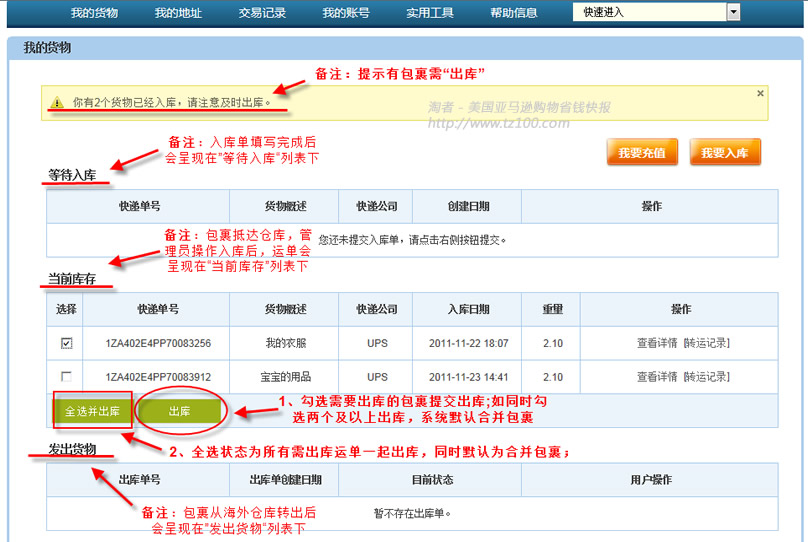 我的货物 我的地址 交易记录 我的账号 实用工具 帮助信息 快速进入
我的货物
备注：提示有包裹需“出库”
你有2个货物已经入库，请注意及时出库。
淘者 - 美国亚马逊购物省钱快报
http://www.tz100.com
备注：入库单填写完成后
会呈现在"等待入库"列表下
我要充值 我要入库
等待入库
快递单号 货物概述 快递公司 创建日期 操作
您还未提交入库单，请点击右侧按钮提交。
备注：包裹抵达仓库，管
理员操作入库后，运单会
呈现在"当前库存"列表下
当前库存
选择 快递单号 货物概述 快递公司 入库日期 重量 操作
1ZA402E4PP70083256 我的衣服 UPS 2011-11-22 18:07 2.10 查看详情 [转运记录]
1ZA402E4PP70083912 宝宝的用品 UPS 2011-11-23 14:41 2.10 查看详情 [转运记录]
全选并出库 出库
1、勾选需要出库的包裹提交出库;如同时勾
选两个及以上出库，系统默认合并包裹
2、全选状态为所有需出库运单一起出库，同时默认为合并包裹；
发出货物
出库单号 出库单创建日期 目前状态 用户操作
暂不存在出库单。
备注：包裹从海外仓库转出后
会呈现在"发出货物"列表下